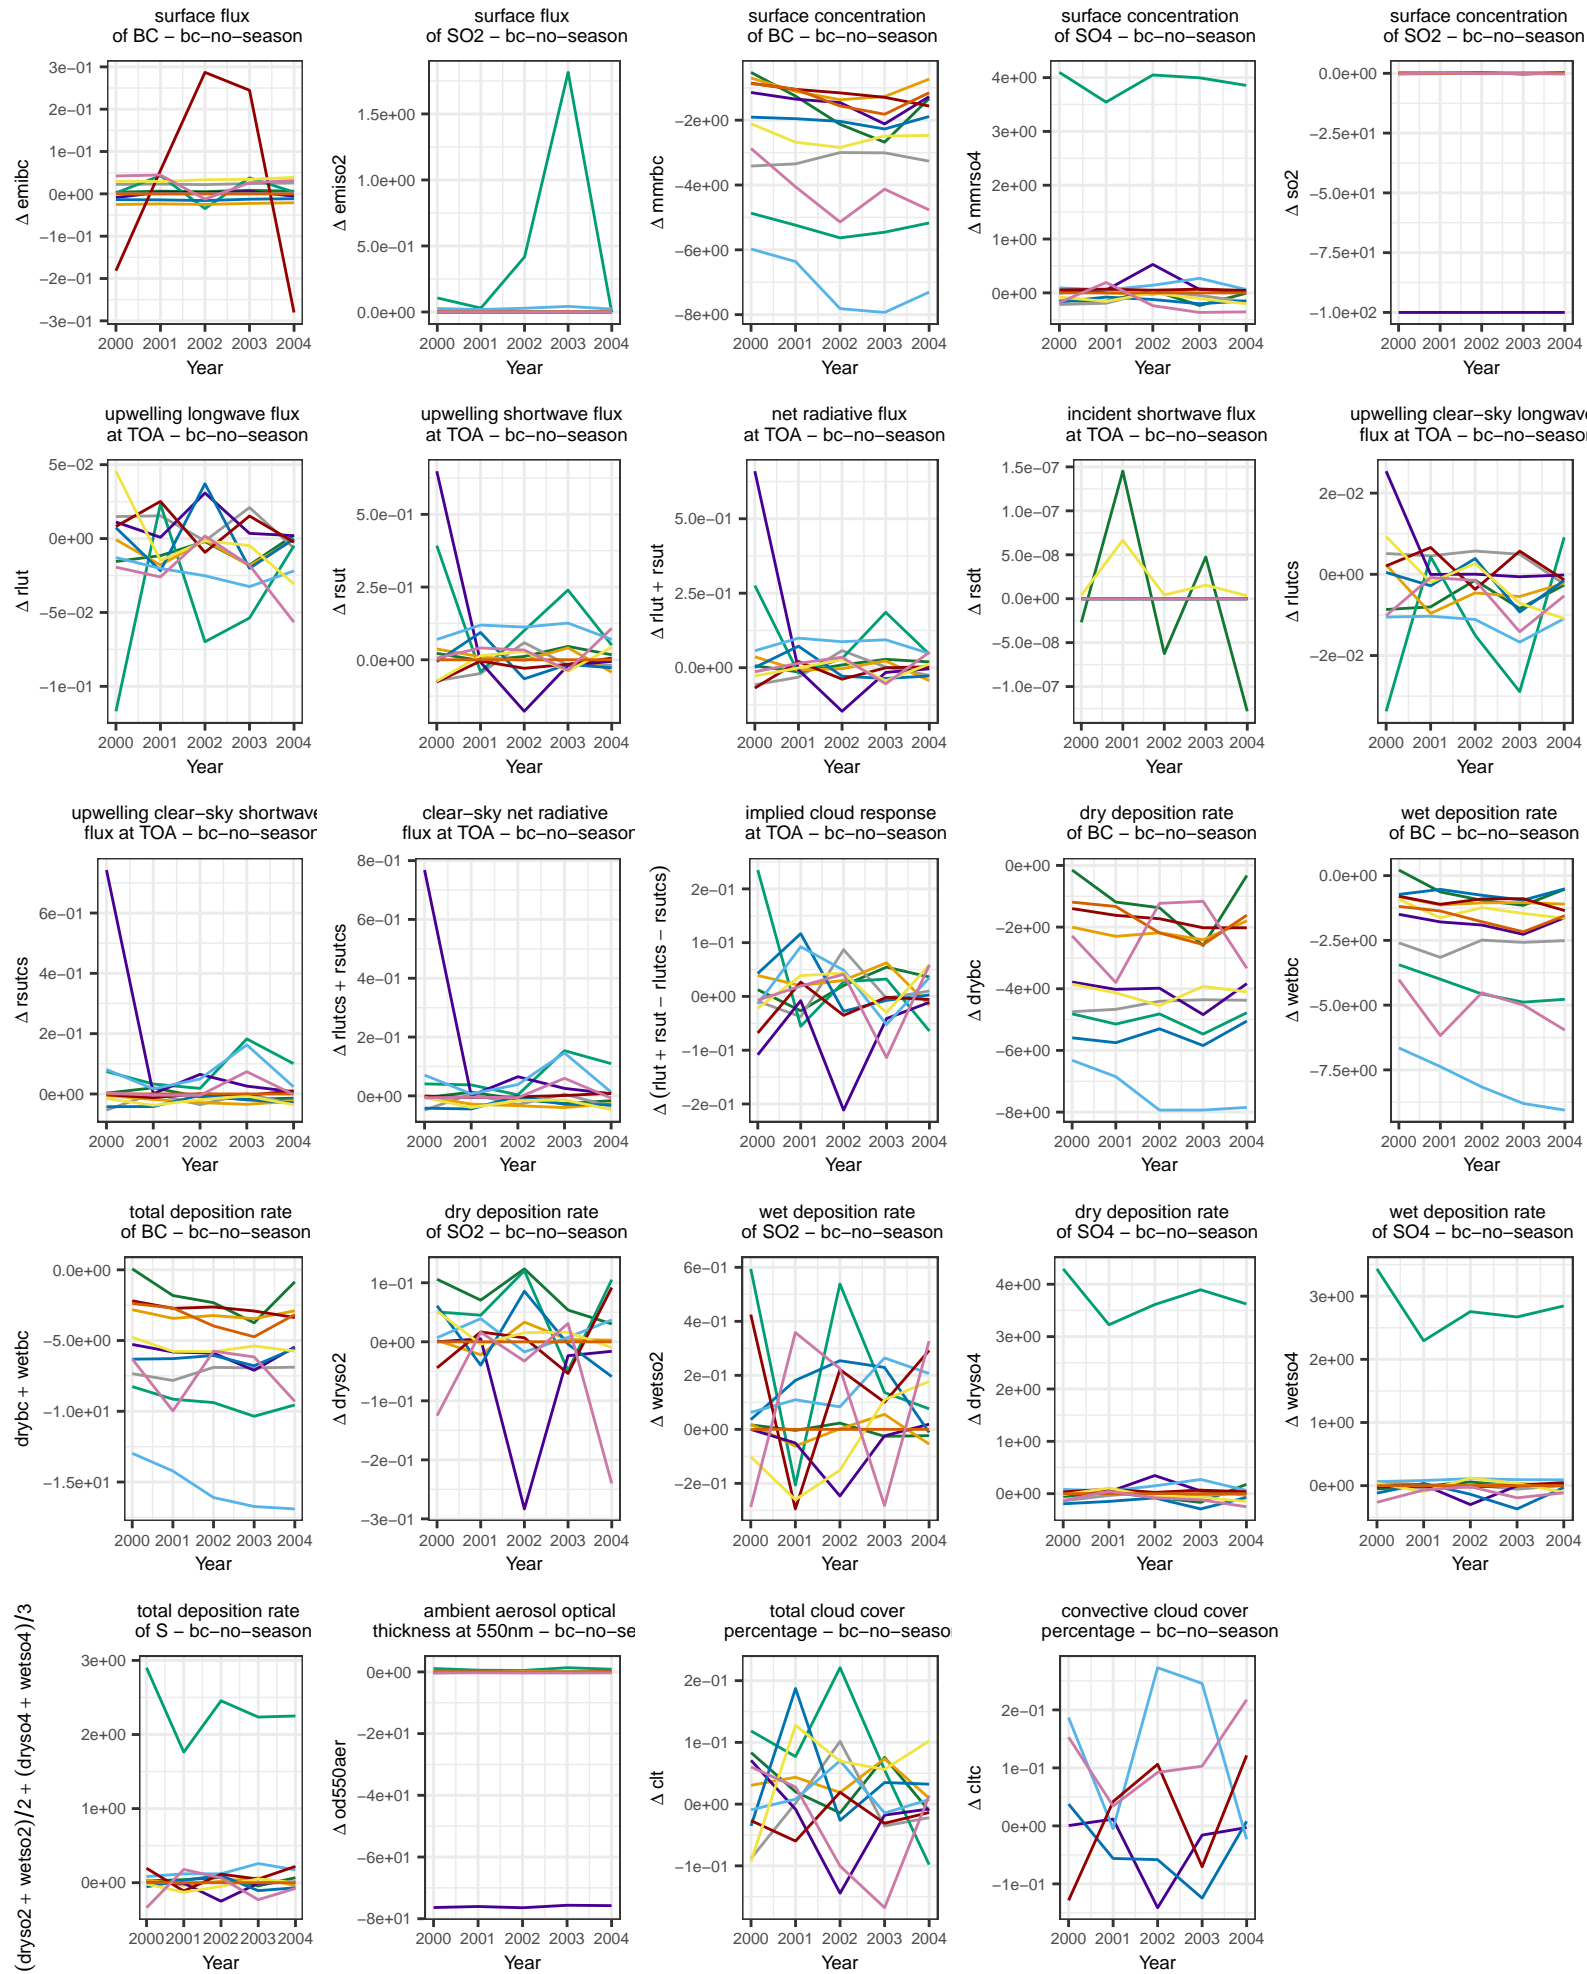 surface flux
of BC − bc−no−season
Δ emibc
3e−01
2e−01
1e−01
0e+00
−1e−01
−2e−01
−3e−01
2000 2001 2002 2003 2004
Year
surface flux
of SO2 − bc−no−season
Δ emiso2
1.5e+00
1.0e+00
5.0e−01
0.0e+00
2000 2001 2002 2003 2004
Year
surface concentration
of BC − bc−no−season
Δ mmrbc
−2e+00
−4e+00
−6e+00
−8e+00
2000 2001 2002 2003 2004
Year
surface concentration
of SO4 − bc−no−season
Δ mmrso4
4e+00
3e+00
2e+00
1e+00
0e+00
2000 2001 2002 2003 2004
Year
surface concentration
of SO2 − bc−no−season
Δ so2
0.0e+00
−2.5e+01
−5.0e+01
−7.5e+01
−1.0e+02
2000 2001 2002 2003 2004
Year
upwelling longwave flux
at TOA − bc−no−season
Δ rlut
5e−02
0e+00
−5e−02
−1e−01
2000 2001 2002 2003 2004
Year
upwelling shortwave flux
at TOA − bc−no−season
Δ rsut
5.0e−01
2.5e−01
0.0e+00
2000 2001 2002 2003 2004
Year
net radiative flux
at TOA − bc−no−season
Δ rlut + rsut
5.0e−01
2.5e−01
0.0e+00
2000 2001 2002 2003 2004
Year
incident shortwave flux
at TOA − bc−no−season
Δ rsdt
1.5e−07
1.0e−07
5.0e−08
0.0e+00
−5.0e−08
−1.0e−07
2000 2001 2002 2003 2004
Year
upwelling clear−sky longwave
flux at TOA − bc−no−season
Δ rlutcs
2e−02
0e+00
−2e−02
2000 2001 2002 2003 2004
Year
upwelling clear−sky shortwave
flux at TOA − bc−no−season
Δ rsutcs
6e−01
4e−01
2e−01
0e+00
2000 2001 2002 2003 2004
Year
clear−sky net radiative
flux at TOA − bc−no−season
Δ rlutcs + rsutcs
8e−01
6e−01
4e−01
2e−01
0e+00
2000 2001 2002 2003 2004
Year
implied cloud response
at TOA − bc−no−season
Δ (rlut + rsut − rlutcs − rsutcs)
2e−01
1e−01
0e+00
−1e−01
−2e−01
2000 2001 2002 2003 2004
Year
dry deposition rate
of BC − bc−no−season
Δ drybc
0e+00
−2e+00
−4e+00
−6e+00
−8e+00
2000 2001 2002 2003 2004
Year
wet deposition rate
of BC − bc−no−season
Δ wetbc
0.0e+00
−2.5e+00
−5.0e+00
−7.5e+00
2000 2001 2002 2003 2004
Year
total deposition rate
of BC − bc−no−season
drybc + wetbc
0.0e+00
−5.0e+00
−1.0e+01
−1.5e+01
2000 2001 2002 2003 2004
Year
dry deposition rate
of SO2 − bc−no−season
Δ dryso2
1e−01
0e+00
−1e−01
−2e−01
−3e−01
2000 2001 2002 2003 2004
Year
wet deposition rate
of SO2 − bc−no−season
Δ wetso2
6e−01
4e−01
2e−01
0e+00
−2e−01
2000 2001 2002 2003 2004
Year
dry deposition rate
of SO4 − bc−no−season
Δ dryso4
4e+00
3e+00
2e+00
1e+00
0e+00
2000 2001 2002 2003 2004
Year
wet deposition rate
of SO4 − bc−no−season
Δ wetso4
3e+00
2e+00
1e+00
0e+00
2000 2001 2002 2003 2004
Year
total deposition rate
of S − bc−no−season
(dryso2 + wetso2)/2 + (dryso4 + wetso4)/3
3e+00
2e+00
1e+00
0e+00
2000 2001 2002 2003 2004
Year
ambient aerosol optical
thickness at 550nm − bc−no−se
Δ od550aer
0e+00
−2e+01
−4e+01
−6e+01
−8e+01
2000 2001 2002 2003 2004
Year
total cloud cover
percentage − bc−no−season
Δ clt
2e−01
1e−01
0e+00
−1e−01
2000 2001 2002 2003 2004
Year
convective cloud cover
percentage − bc−no−season
Δ cltc
2e−01
1e−01
0e+00
−1e−01
2000 2001 2002 2003 2004
Year